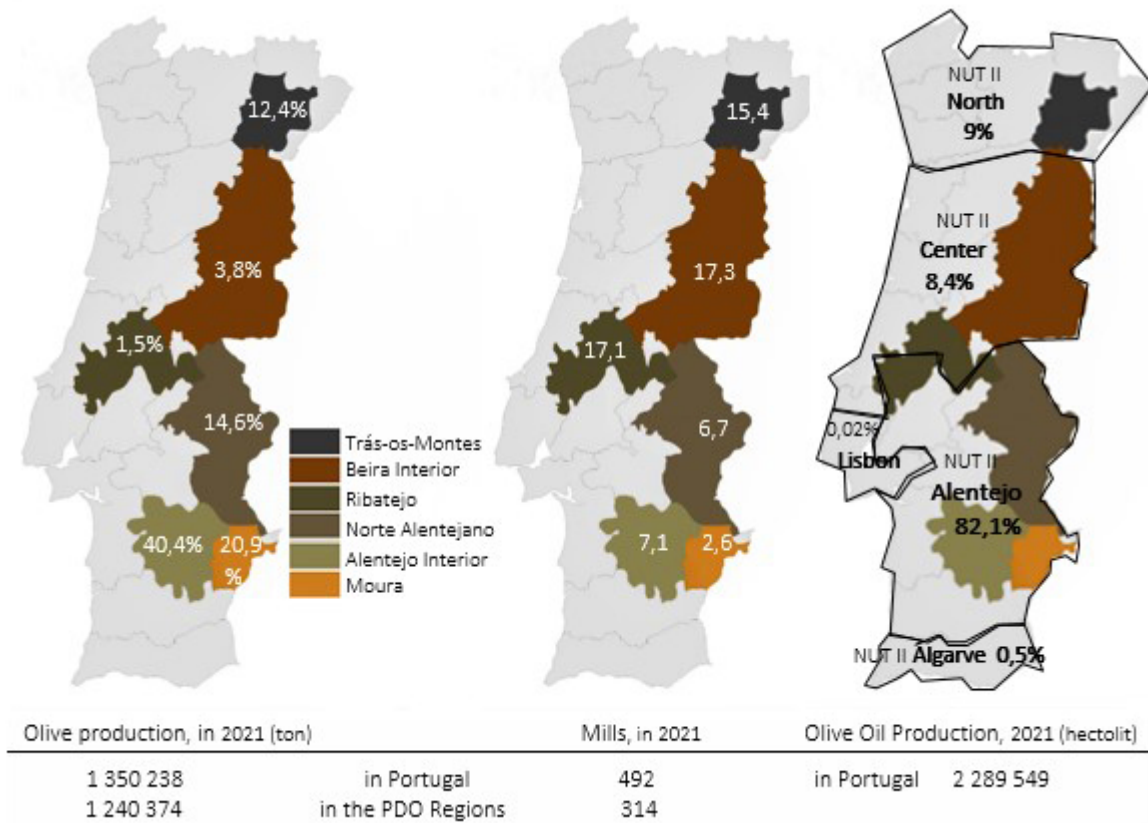 12,4%
3,8%
1,5%
14,6%
40,4%
20,9
%
Trás-os-Montes
Beira Interior
Ribatejo
Norte Alentejano
Alentejo Interior
Moura
15,4
17,3
17,1
6,7
7,1
2,6
NUT II
North
9%
NUT II
Center
8,4%
0,02%
Lisbon
NUT II
Alentejo
82,1%
NUT II Algarve 0,5%
Olive production, in 2021 (ton) Mills, in 2021 Olive Oil Production, 2021 (hectolit)
1 350 238 in Portugal 492 in Portugal 2 289 549
1 240 374 in the PDO Regions 314